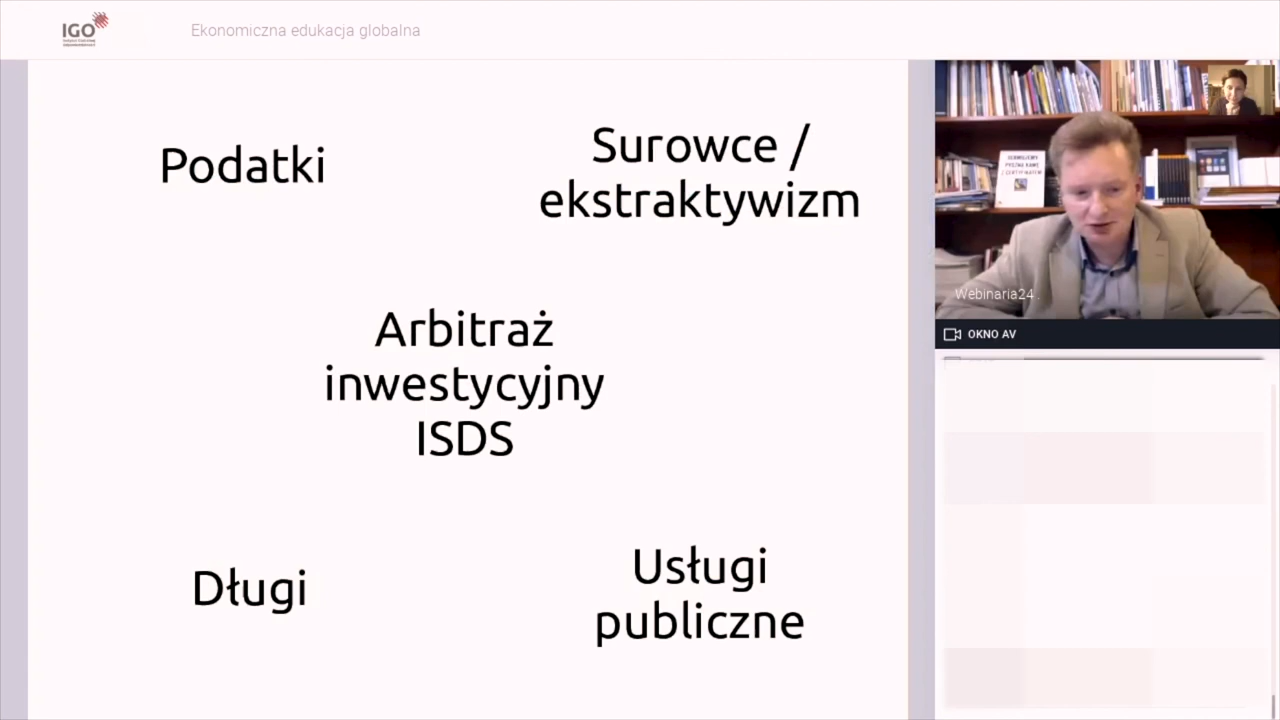 IGO
Ekonomiczna edukacja globalna
Podatki
Surowce /
ekstraktywizm
Arbitraż
inwestycyjny
ISDS
Długi
Usługi
publiczne
Webinaria24 .
OKNO AV